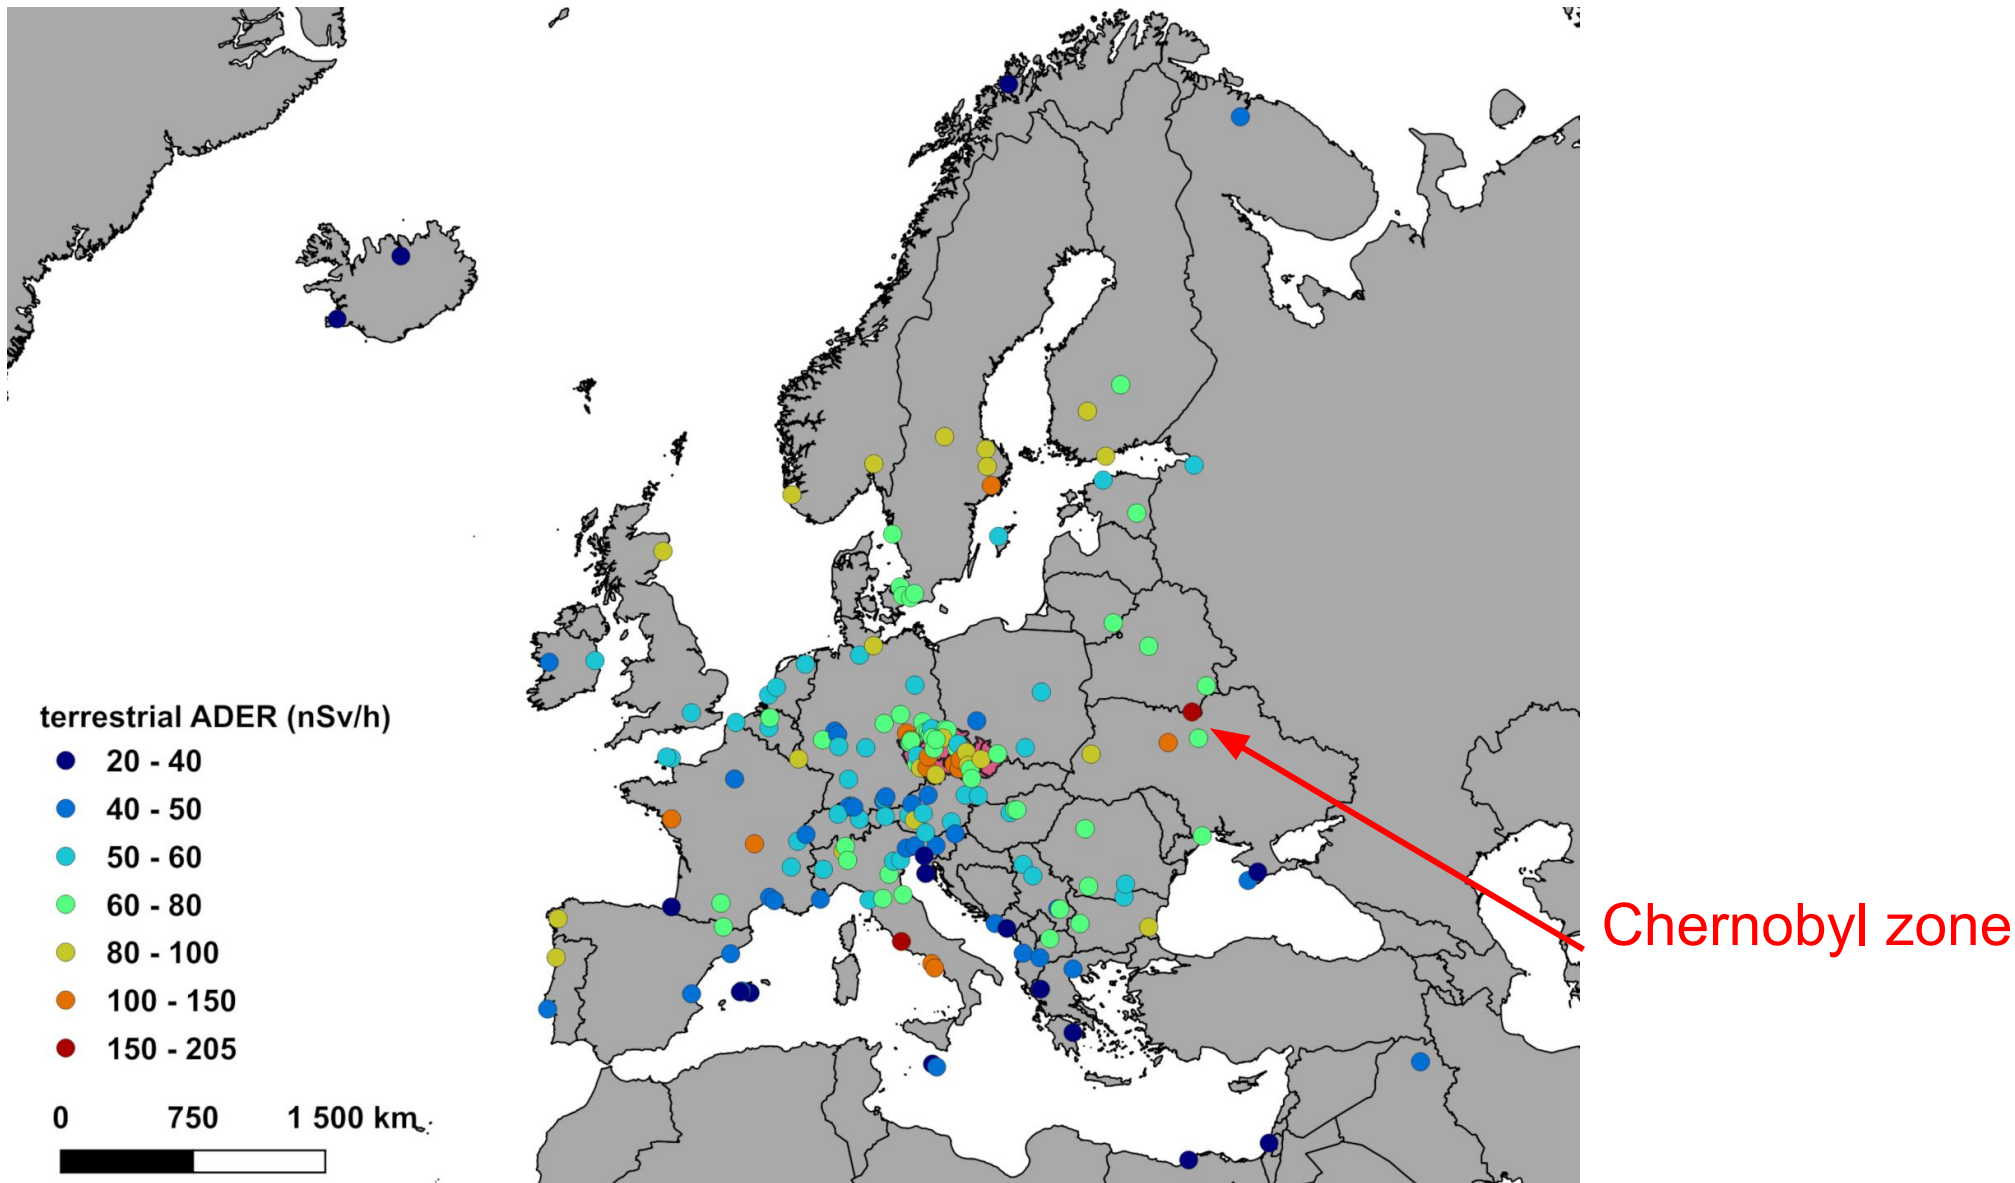 terrestrial ADER (nSv/h)
20 - 40
40 - 50
50 - 60
60 - 80
80 - 100
100 - 150
150 - 205
0 750 1 500 km
Chernobyl zone